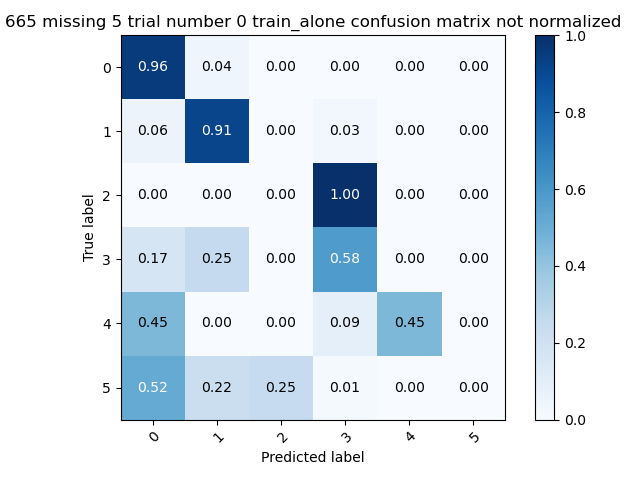 665 missing 5 trial number 0 train_alone confusion matrix not normalized
1.0
0 0.96 0.04 0.00 0.00 0.00 0.00
0.8
1 0.06 0.91 0.00 0.03 0.00 0.00
2 0.00 0.00 0.00 1.00 0.00 0.00
0.6
True label
3 0.17 0.25 0.00 0.58 0.00 0.00
0.4
4 0.45 0.00 0.00 0.09 0.45 0.00
0.2
5 0.52 0.22 0.25 0.01 0.00 0.00
0.0
0 1 2 3 4 5
Predicted label